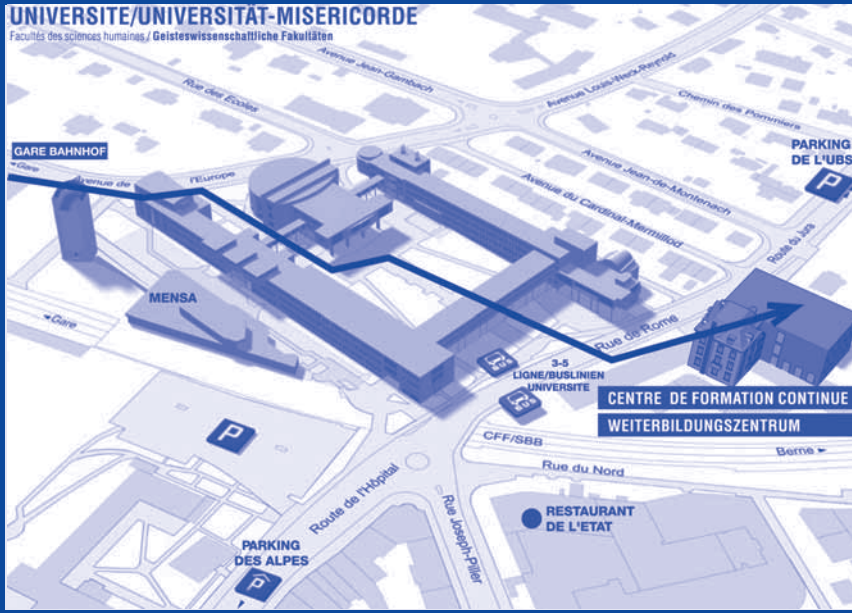 UNIVERSITE/UNIVERSITÄT-MISERICORDE
Facultés des sciences humaines / Geisteswissenschaftliche Fakultäten
Avenue Jean-Gambach
Avenue Louis-Weck-Reynold
Rue des Ecoles
Chemin des Pommiers
GARE BAHNHOF
Gare
Avenue de l'Europe
PARKING
DE L'UBS
P
Avenue Jean-de-Montenach
Avenue du Cardinal-Mermillod
Route du Jura
MENSA
Gare
Rue de Rome
3-5
LIGNE/BUSLINIEN
UNIVERSITE
BUS
BUS
CENTRE DE FORMATION CONTINUE
WEITERBILDUNGSZENTRUM
P
CFF/SBB
Berne
Rue du Nord
Route de l'Hôpital
Rue Joseph-Piller
RESTAURANT
DE L'ETAT
PARKING
DES ALPES
P